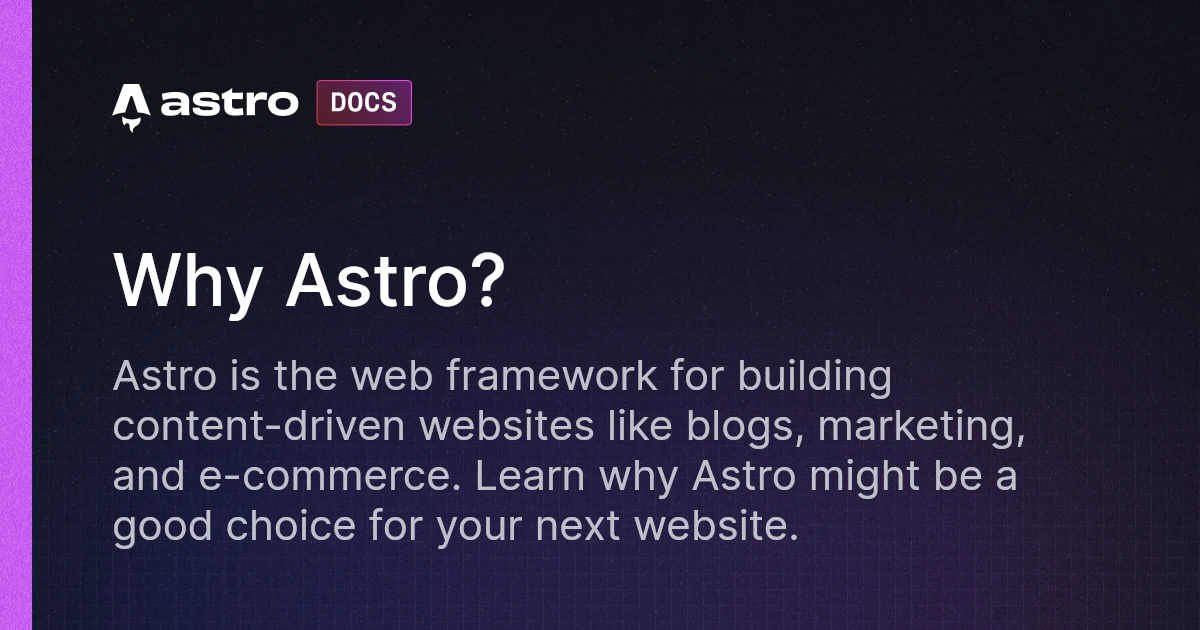 astro DOCS
Why Astro?
Astro is the web framework for building
content-driven websites like blogs, marketing,
and e-commerce. Learn why Astro might be a
good choice for your next website.